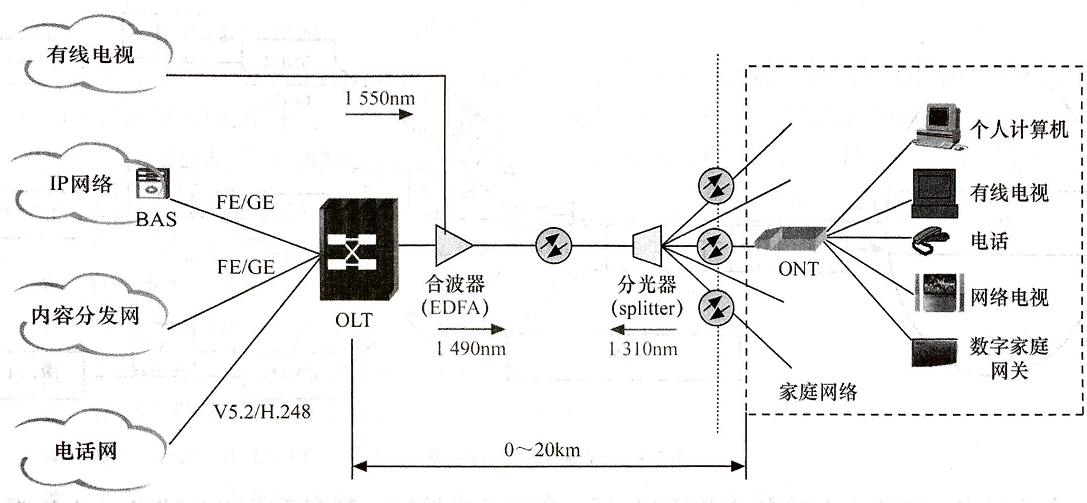 有线电视
1 550nm
IP网络
BAS
FE/GE
FE/GE
内容分发网
OLT
V5.2/H.248
电话网
合波器
(EDFA)
1 490nm
分光器
(splitter)
1 310nm
0～20km
ONT
家庭网络
个人计算机
有线电视
电话
网络电视
数字家庭
网关